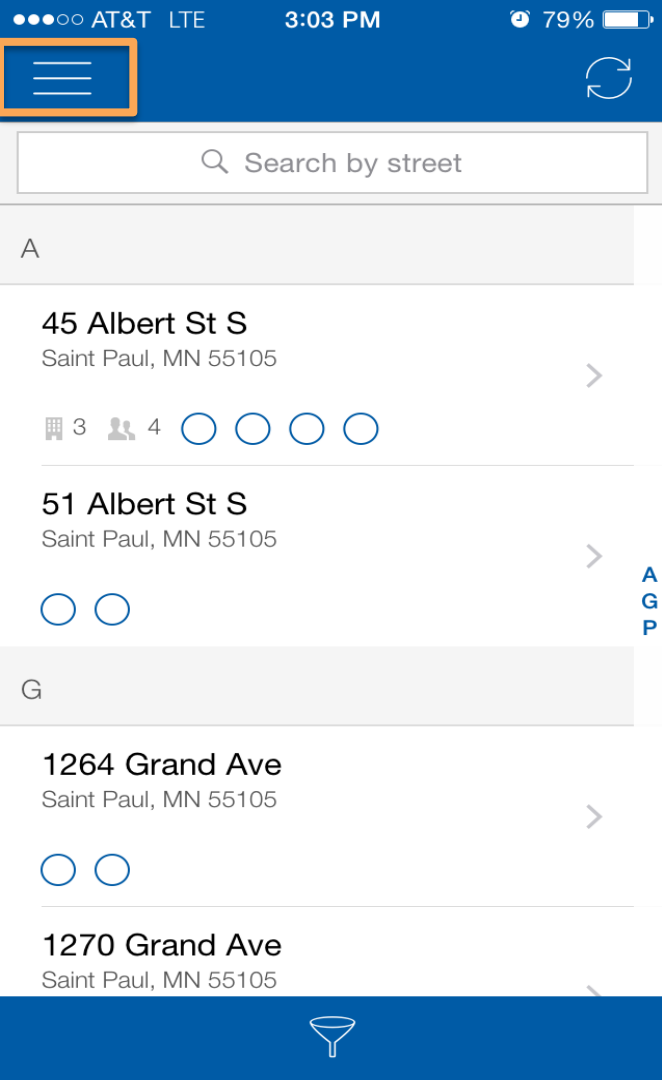 AT&T LTE 3:03 PM 79%
Search by street
A
45 Albert St S
Saint Paul, MN 55105
3 4
51 Albert St S
Saint Paul, MN 55105
A
G
P
G
1264 Grand Ave
Saint Paul, MN 55105
1270 Grand Ave
Saint Paul, MN 55105